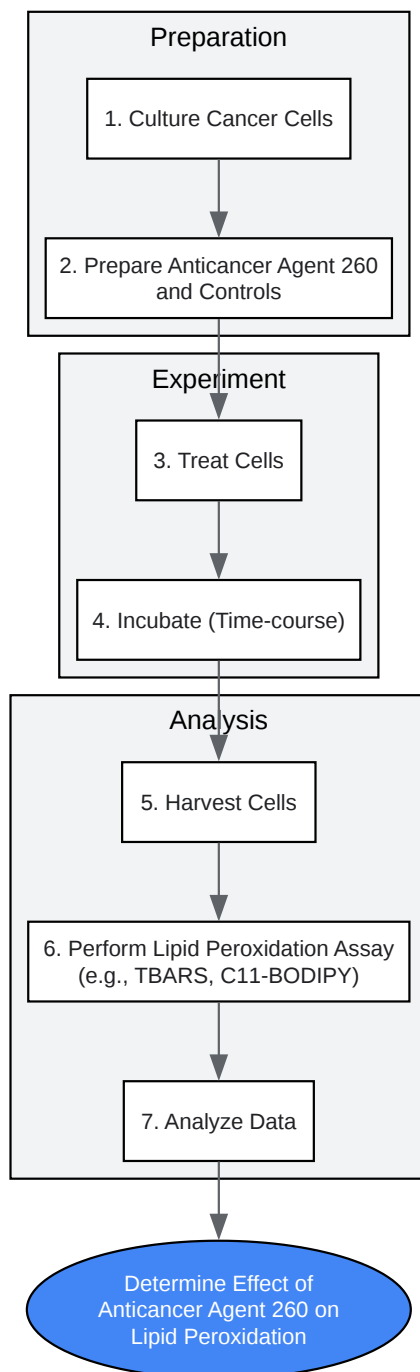 Preparation
1. Culture Cancer Cells
2. Prepare Anticancer Agent 260
and Controls
Experiment
3. Treat Cells
4. Incubate (Time-course)
Analysis
5. Harvest Cells
6. Perform Lipid Peroxidation Assay
(e.g., TBARS, C11-BODIPY)
7. Analyze Data
Determine Effect of
Anticancer Agent 260 on
Lipid Peroxidation